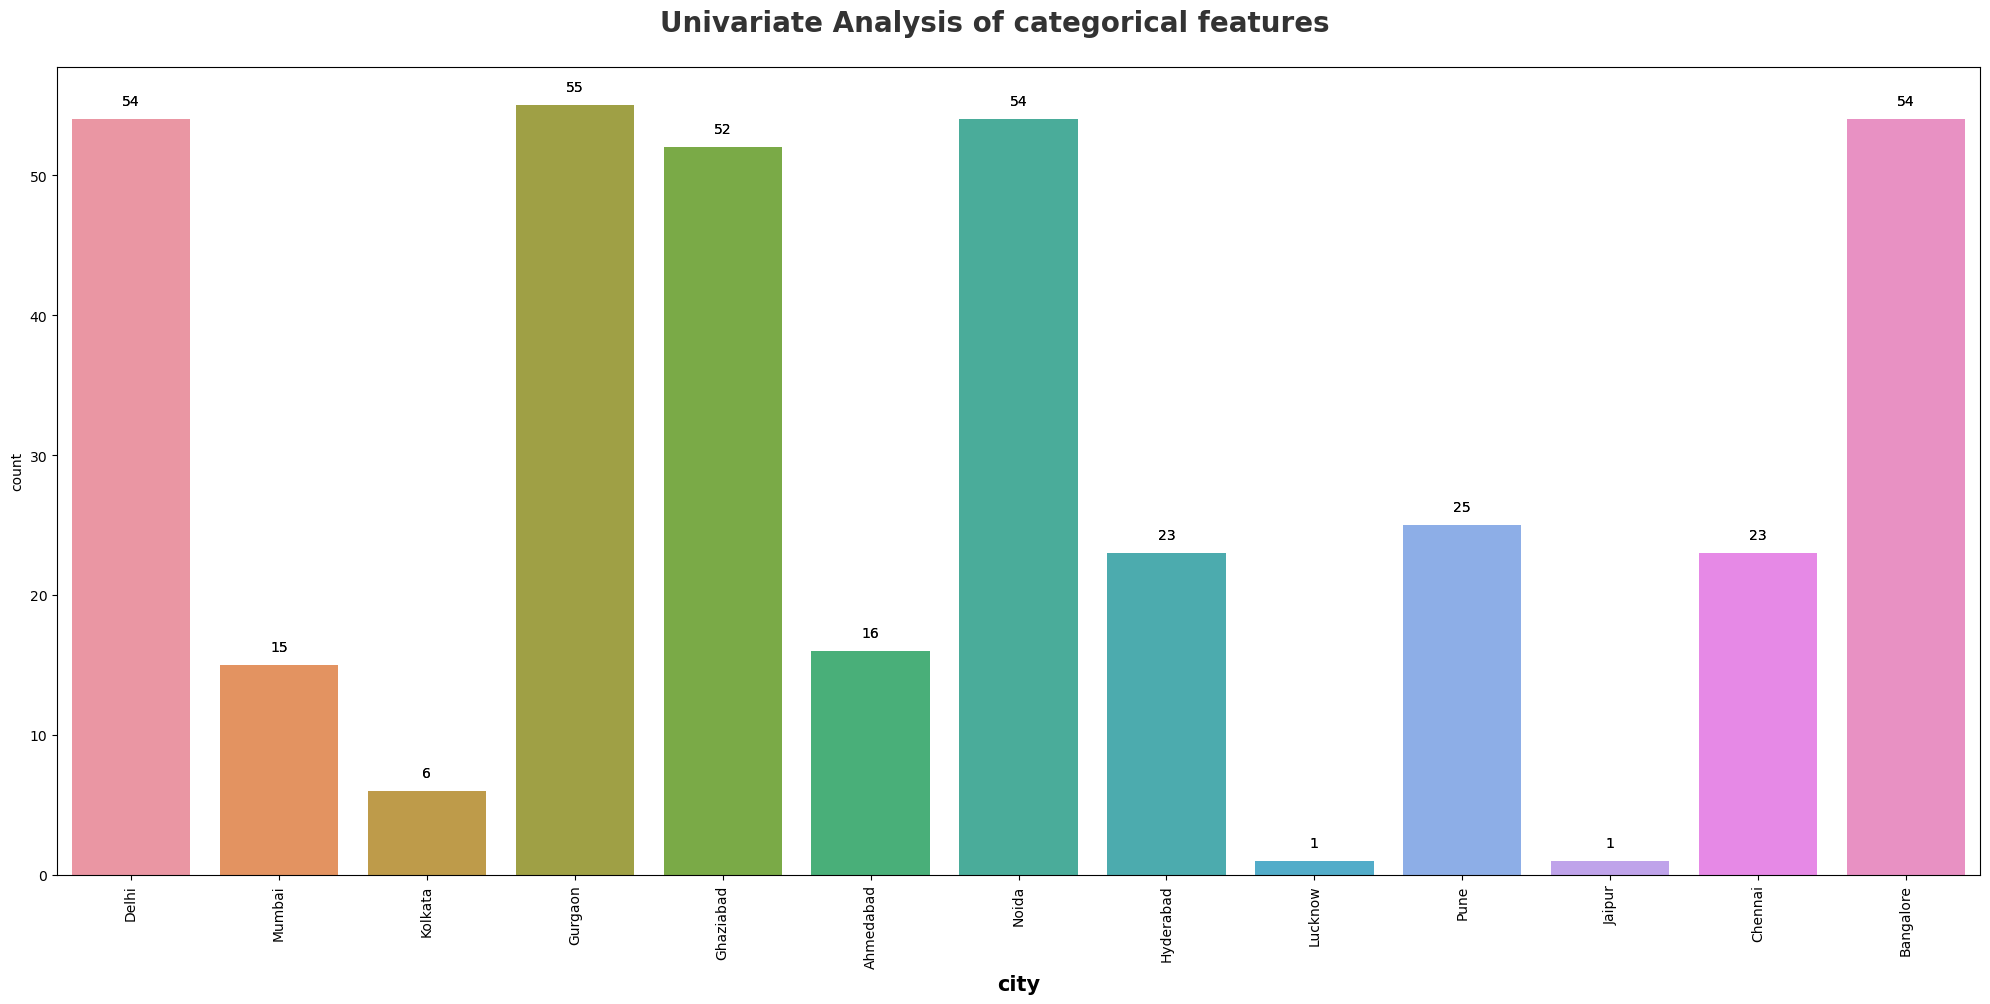 Univariate Analysis of categorical features
54
15
6
55
52
16
54
23
1
25
1
23
54
50
40
30
20
10
0
count
Delhi
Mumbai
Kolkata
Gurgaon
Ghaziabad
Ahmedabad
Noida
Hyderabad
Lucknow
Pune
Jaipur
Chennai
Bangalore
city